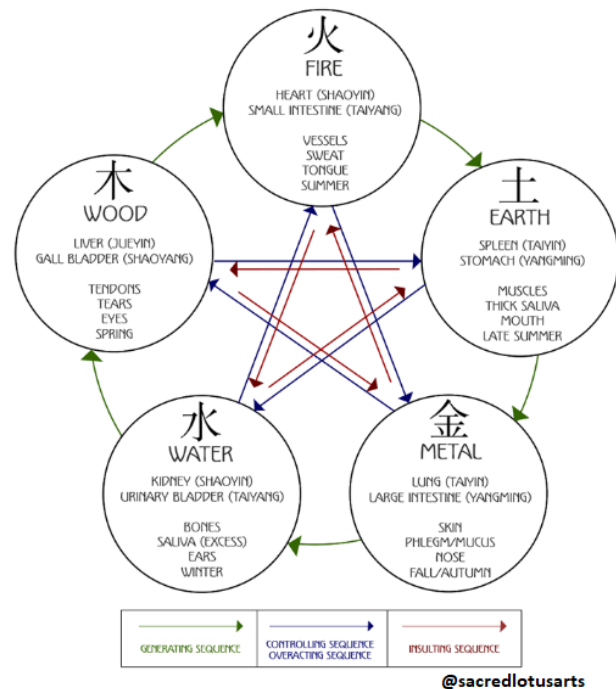 火
FIRE
HEART (SHAOYIN)
SMALL INTESTINE (TAIYANG)
VESSELS
SWEAT
TONGUE
SUMMER
土
EARTH
SPLEEN (TAIYIN)
STOMACH (YANGMING)
MUSCLES
THICK SALIVA
MOUTH
LATE SUMMER
金
METAL
LUNG (TAIYIN)
LARGE INTESTINE (YANGMING)
SKIN
PHLEGM/MUCUS
NOSE
FALL/AUTUMN
水
WATER
KIDNEY (SHAOYIN)
URINARY BLADDER (TAIYANG)
BONES
SALIVA (EXCESS)
EARS
WINTER
木
WOOD
LIVER (JUEYIN)
GALL BLADDER (SHAOYANG)
TENDONS
TEARS
EYES
SPRING
GENERATING SEQUENCE
CONTROLLING SEQUENCE
OVERACTING SEQUENCE
INSULTING SEQUENCE
@sacredlotusarts